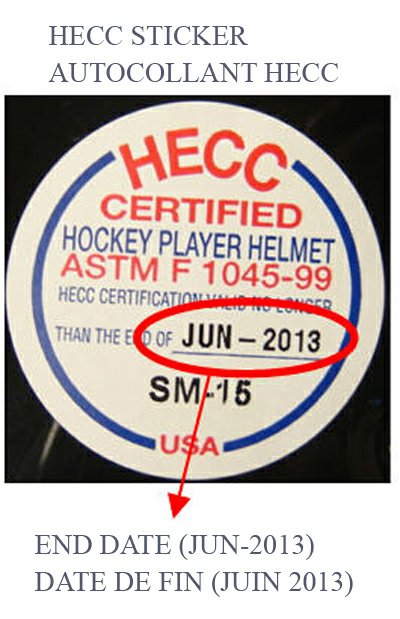 HECC STICKER
AUTOCOLLANT HECC
HECC
CERTIFIED
HOCKEY PLAYER HELMET
ASTM F 1045-99
HECC CERTIFICATION VALID NO LONGER
THAN THE END OF JUN – 2013
SM-15
USA
END DATE (JUN-2013)
DATE DE FIN (JUIN 2013)